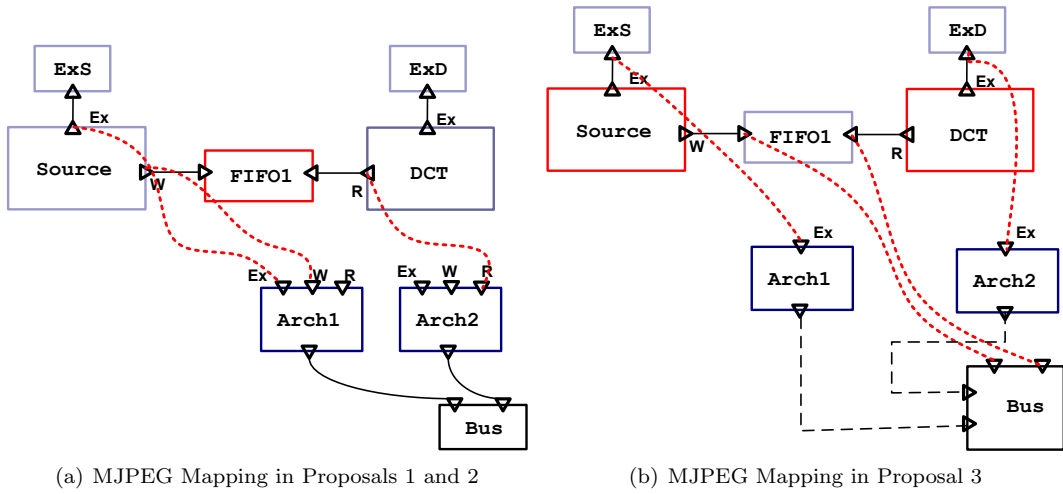 ExS
ExD
Ex
Ex
Source
W
FIFO1
R
DCT
Ex
W
R
Ex
W
R
Arch1
Arch2
Bus
(a) MJPEG Mapping in Proposals 1 and 2
ExS
ExD
Ex
Ex
Source
W
FIFO1
R
DCT
Ex
Ex
Arch1
Arch2
Bus
(b) MJPEG Mapping in Proposal 3